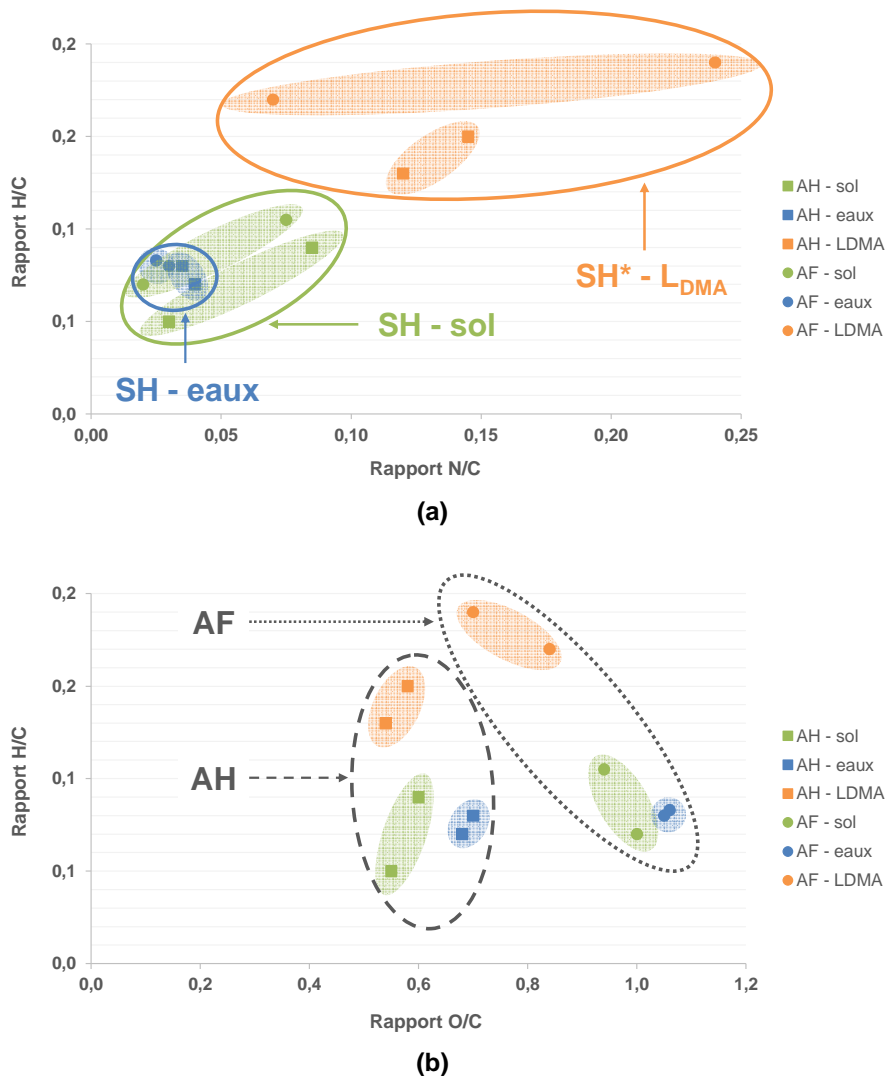 0,2
0,2
0,1
0,1
0,0
Rapport H/C
0,00
0,05
0,10
0,15
0,20
0,25
Rapport N/C
SH* - LDMA
SH - sol
SH - eaux
AH - sol
AH - eaux
AH - LDMA
AF - sol
AF - eaux
AF - LDMA
(a)
0,2
0,2
0,1
0,1
0,0
Rapport H/C
0,0
0,2
0,4
0,6
0,8
1,0
1,2
Rapport O/C
AF
AH
AH - sol
AH - eaux
AH - LDMA
AF - sol
AF - eaux
AF - LDMA
(b)